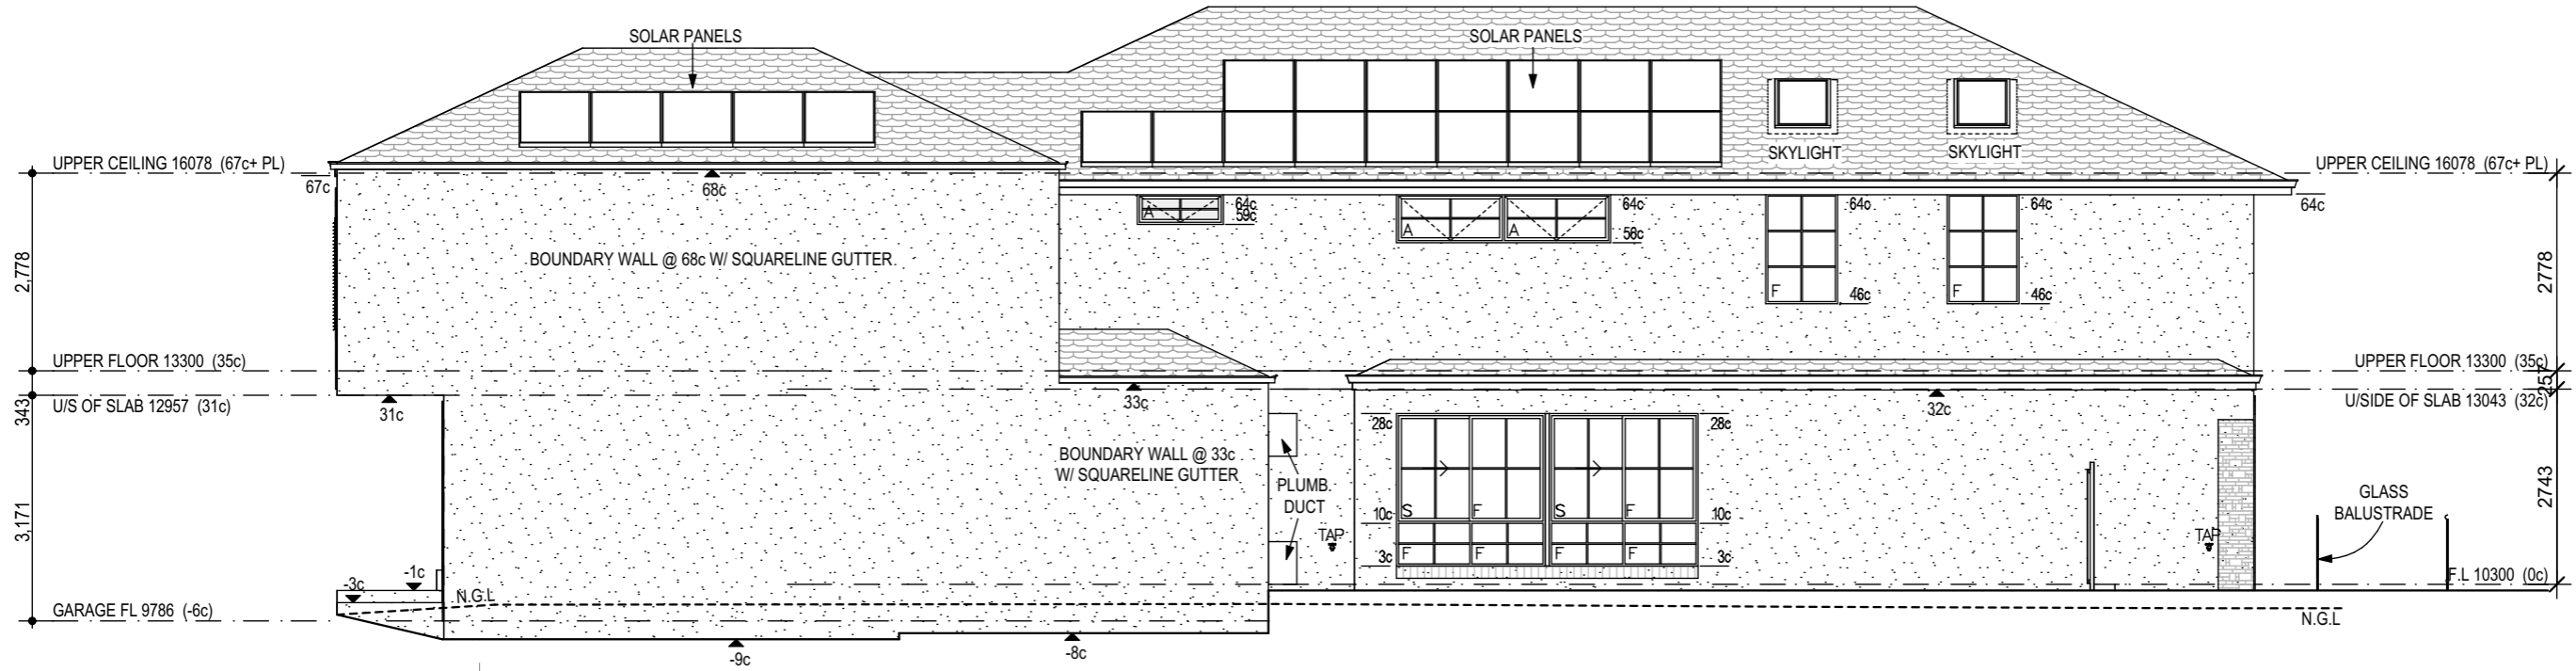 SOLAR PANELS
SOLAR PANELS
SKYLIGHT
SKYLIGHT
UPPER CEILING 16078 (67c+ PL)
UPPER CEILING 16078 (67c+ PL)
67c
68c
64c
A
64c
59c
A
A
64c
56c
F
64c
46c
F
64c
46c
BOUNDARY WALL @ 68c W/ SQUARELINE GUTTER
2,778
2778
UPPER FLOOR 13300 (35c)
UPPER FLOOR 13300 (35c)
343
257
U/S OF SLAB 12957 (31c)
U/SIDE OF SLAB 13043 (32c)
31c
33c
32c
28c
28c
BOUNDARY WALL @ 33c
W/ SQUARELINE GUTTER
PLUMB.
DUCT
TAP
S
F
S
F
10c
10c
F
F
F
F
3c
3c
TAP
GLASS
BALUSTRADE
3,171
2743
-3c
-1c
N.G.L
F.L 10300 (0c)
GARAGE FL 9786 (-6c)
N.G.L
-9c
-8c